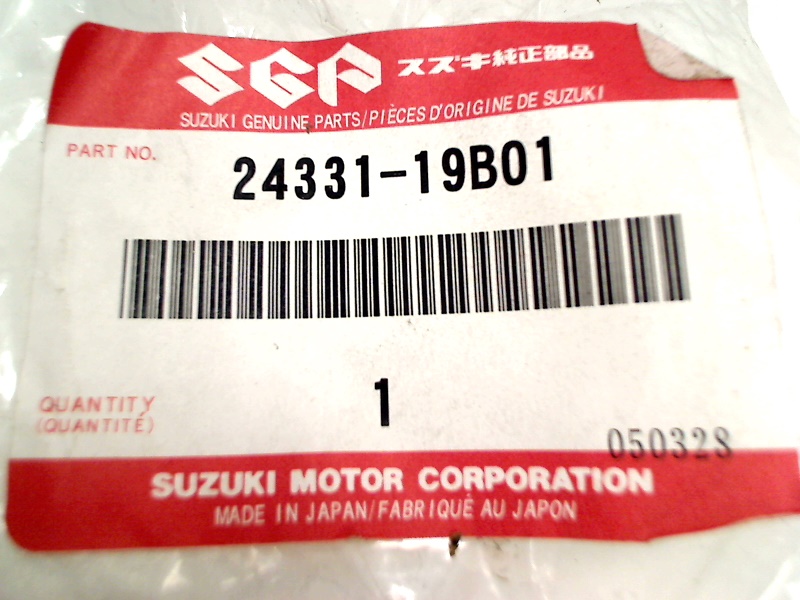 SGP スズキ純正部品
SUZUKI GENUINE PARTS/PIÈCES D'ORIGINE DE SUZUKI
PART NO. 24331-19B01
QUANTITY 1
(QUANTITÉ)
050328
SUZUKI MOTOR CORPORATION
MADE IN JAPAN/FABRIQUÉ AU JAPON